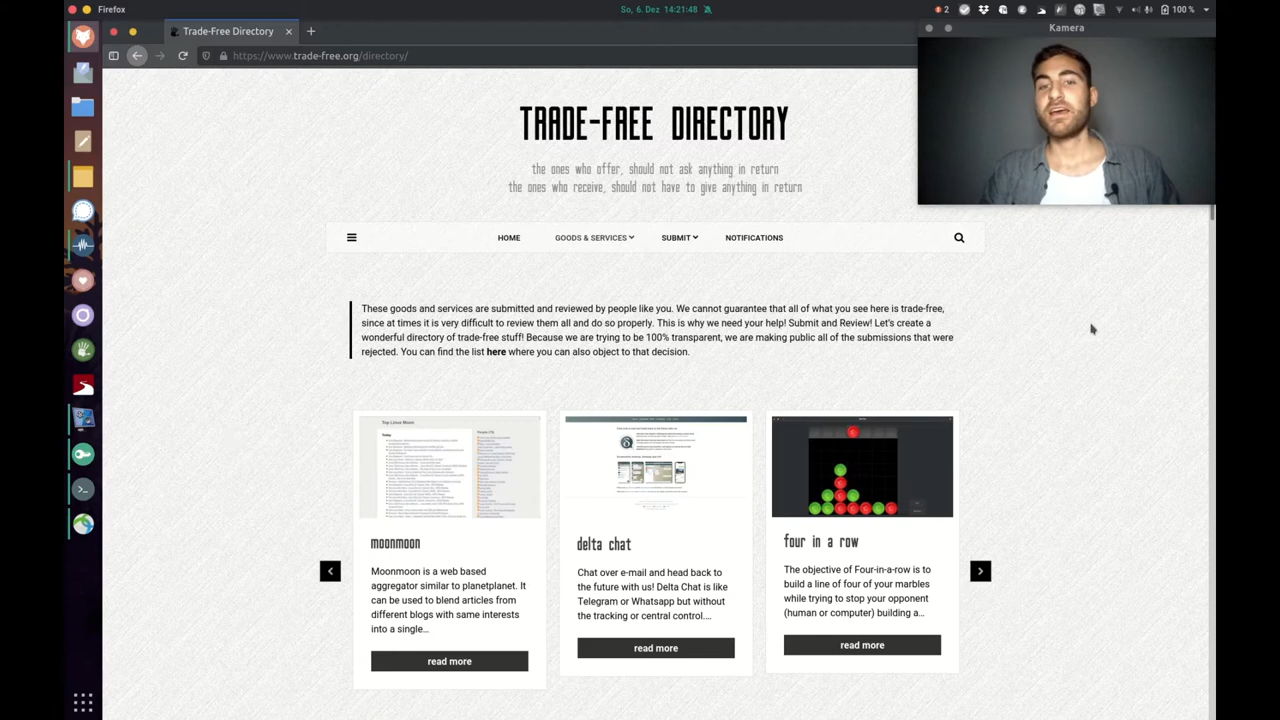 Firefox
So, 6. Dez 14:21:48
2
100 %
Trade-Free Directory
Kamera
https://www.trade-free.org/directory/
TRADE-FREE DIRECTORY
the ones who offer, should not ask anything in return
the ones who receive, should not have to give anything in return
HOME
GOODS & SERVICES
SUBMIT
NOTIFICATIONS
These goods and services are submitted and reviewed by people like you. We cannot guarantee that all of what you see here is trade-free,
since at times it is very difficult to review them all and do so properly. This is why we need your help! Submit and Review! Let's create a
wonderful directory of trade-free stuff! Because we are trying to be 100% transparent, we are making public all of the submissions that were
rejected. You can find the list here where you can also object to that decision.
Top Linux Moon
moonmoon
Moonmoon is a web based
aggregator similar to planetplanet. It
can be used to blend articles from
different blogs with same interests
into a single…
read more
delta chat
Chat over e-mail and head back to
the future with us! Delta Chat is like
Telegram or Whatsapp but without
the tracking or central control.…
read more
four in a row
The objective of Four-in-a-row is to
build a line of four of your marbles
while trying to stop your opponent
(human or computer) building a…
read more